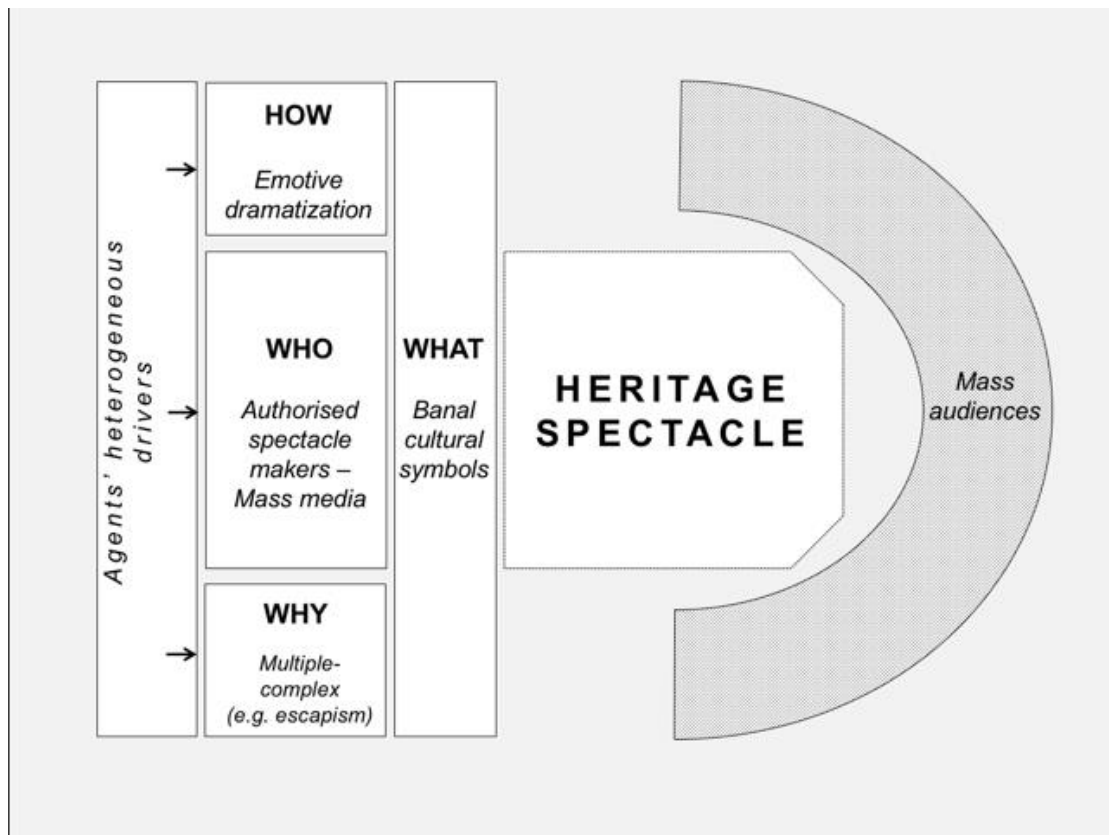 Agents' heterogeneous
drivers
HOW
Emotive
dramatization
WHO
Authorised
spectacle
makers –
Mass media
WHY
Multiple-
complex
(e.g. escapism)
WHAT
Banal
cultural
symbols
HERITAGE
SPECTACLE
Mass
audiences